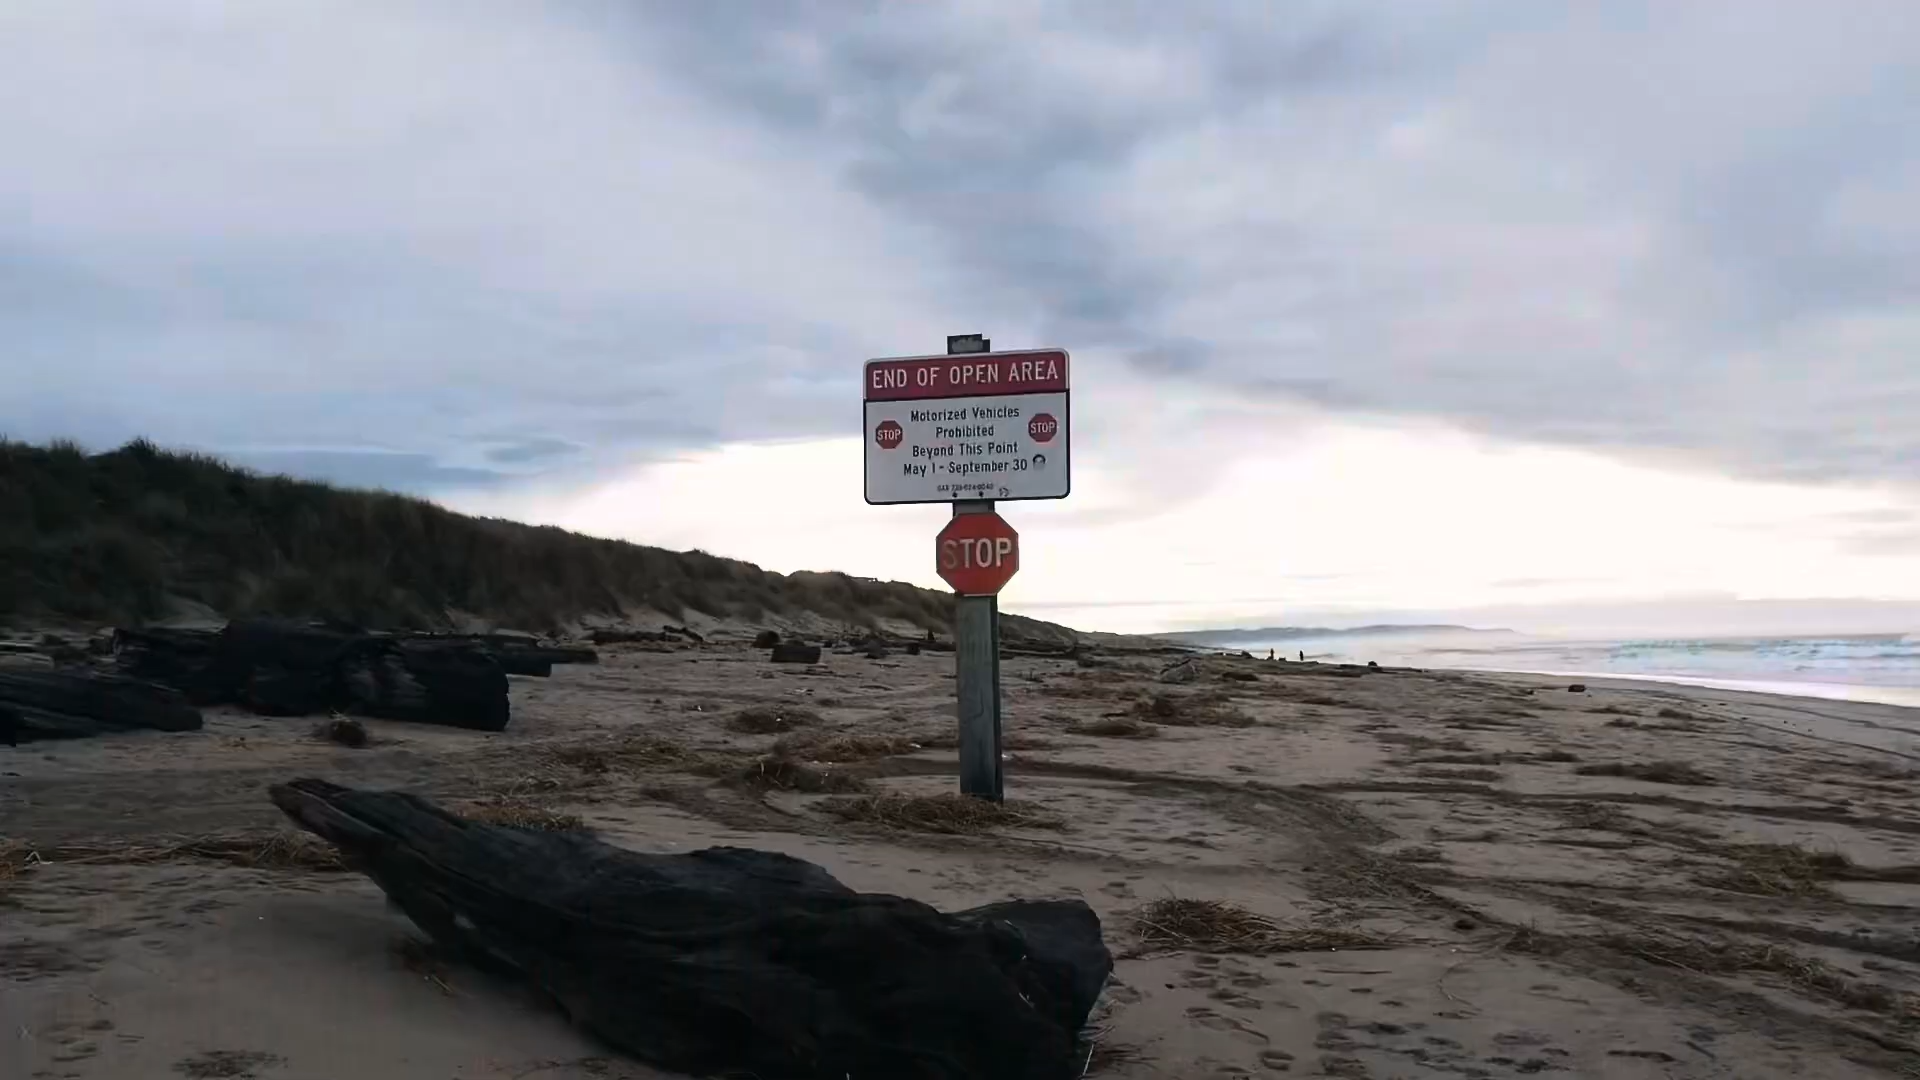 END OF OPEN AREA
Motorized Vehicles
STOP
Prohibited
STOP
Beyond This Point
May 1 - September 30
STOP